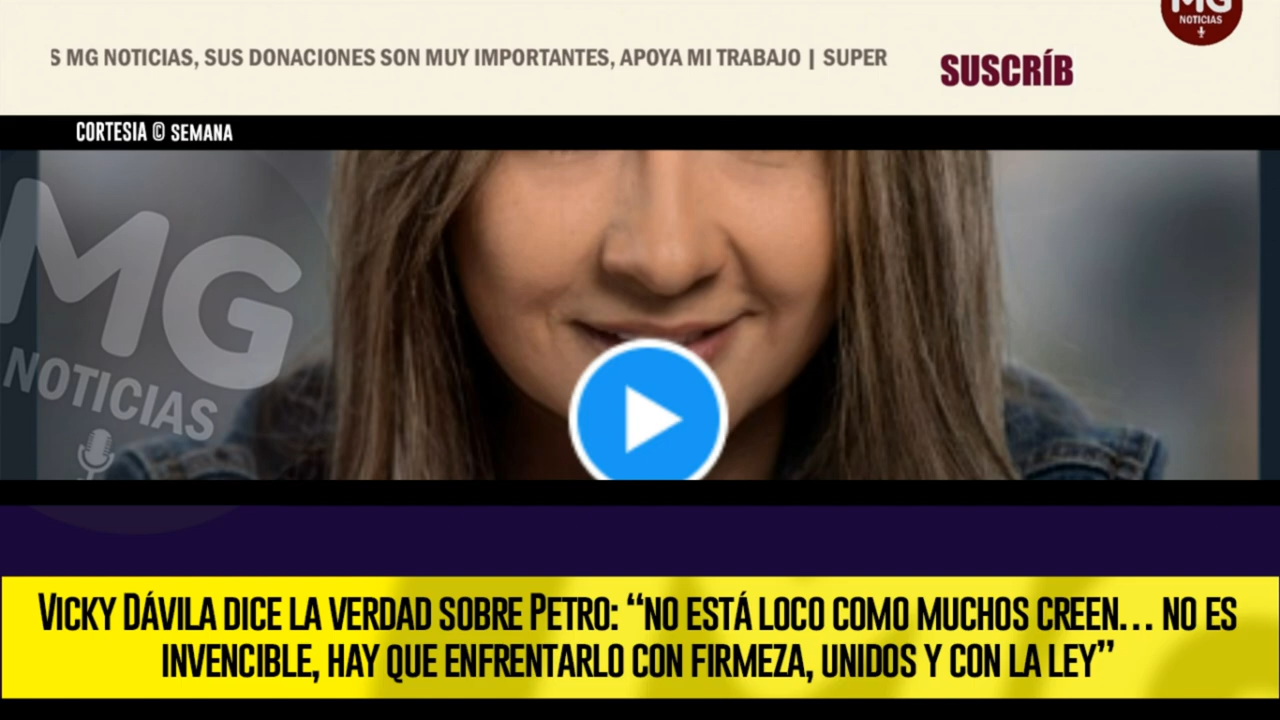 MG
NOTICIAS
S MG NOTICIAS, SUS DONACIONES SON MUY IMPORTANTES, APOYA MI TRABAJO | SUPER
SUSCRÍB
CORTESIA © SEMANA
MG
NOTICIAS
VICKY DÁVILA DICE LA VERDAD SOBRE PETRO: “NO ESTÁ LOCO COMO MUCHOS CREEN... NO ES
INVENCIBLE, HAY QUE ENFRENTARLO CON FIRMEZA, UNIDOS Y CON LA LEY”